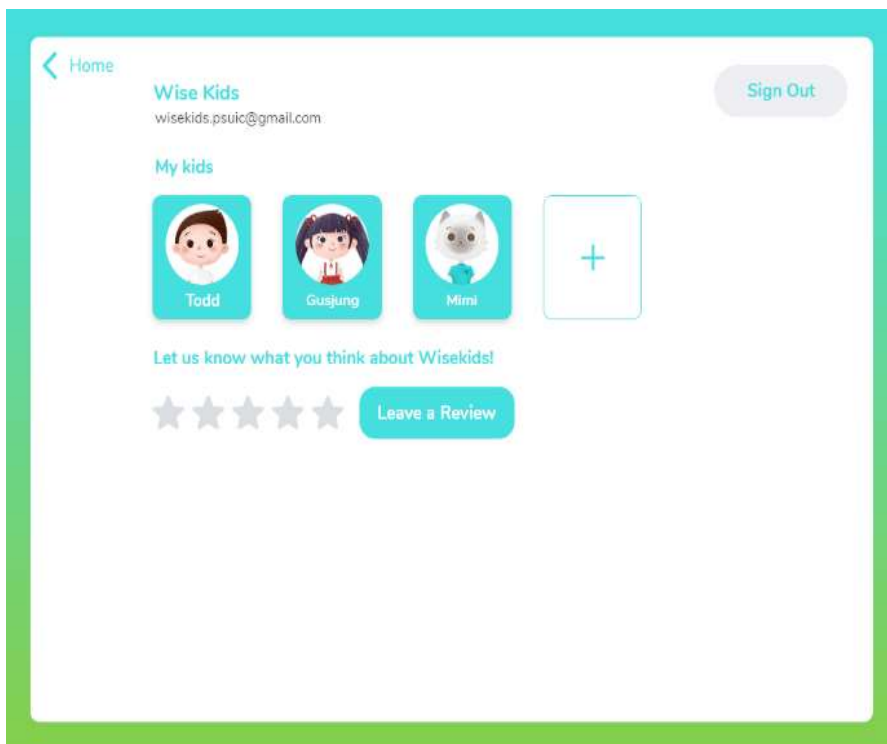 Home
Wise Kids
Sign Out
wisekids.psuic@gmail.com
My kids
Todd
Gusjung
Mimi
+
Let us know what you think about Wisekids!
Leave a Review